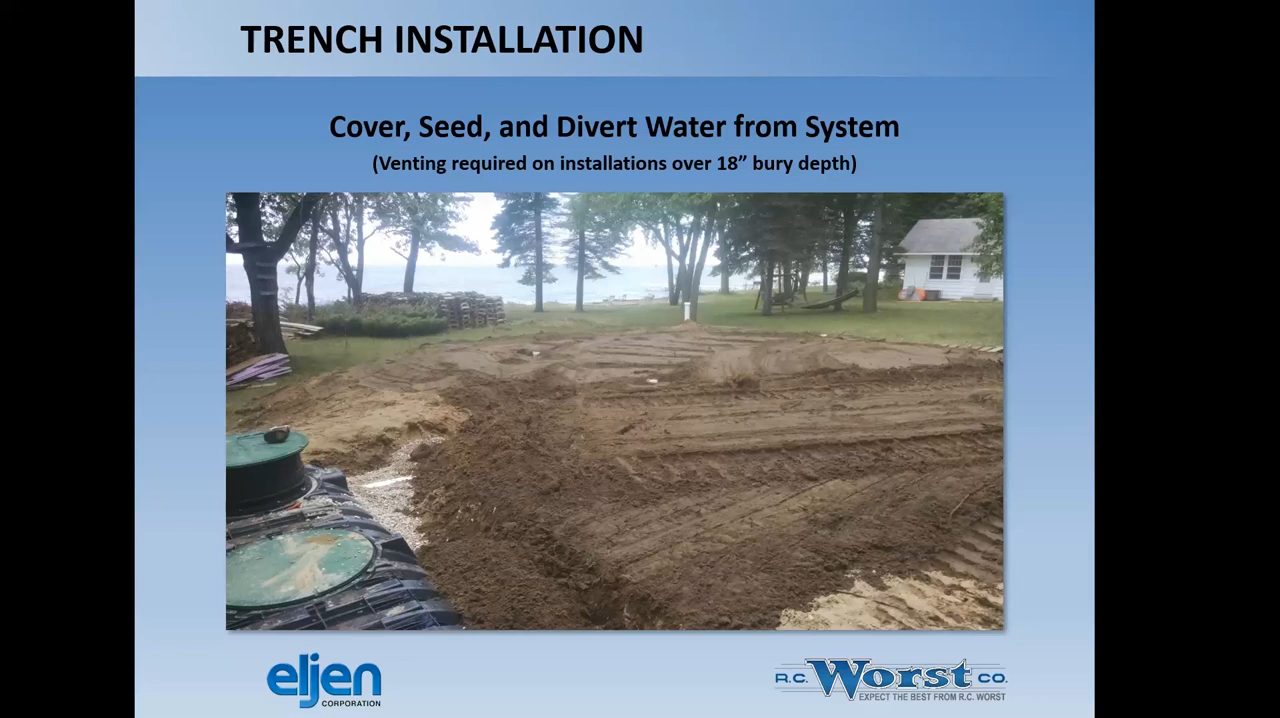 TRENCH INSTALLATION
Cover, Seed, and Divert Water from System
(Venting required on installations over 18” bury depth)
eljen
CORPORATION
R.C. Worst CO.
EXPECT THE BEST FROM R.C. WORST